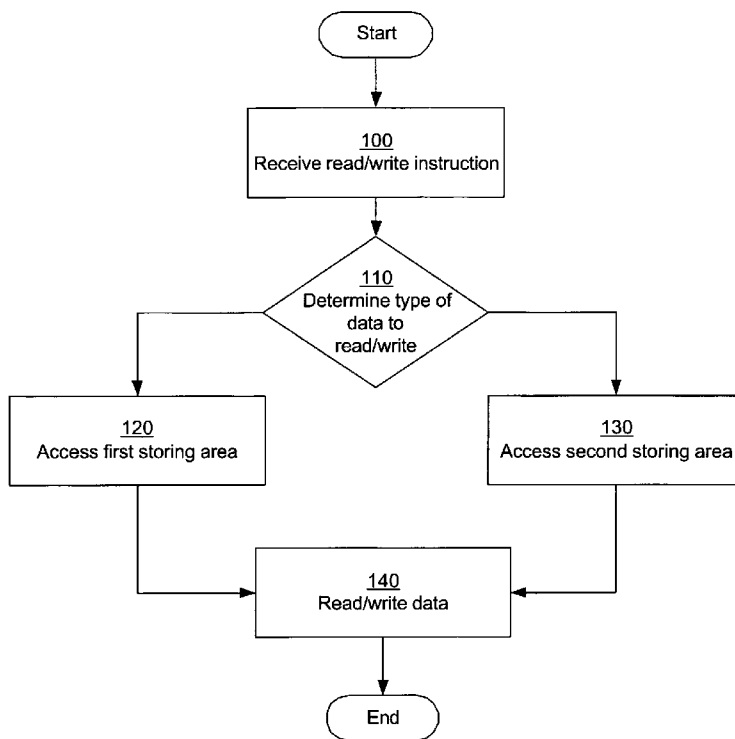 Start
100
Receive read/write instruction
110
Determine type of
data to
read/write
120
Access first storing area
130
Access second storing area
140
Read/write data
End